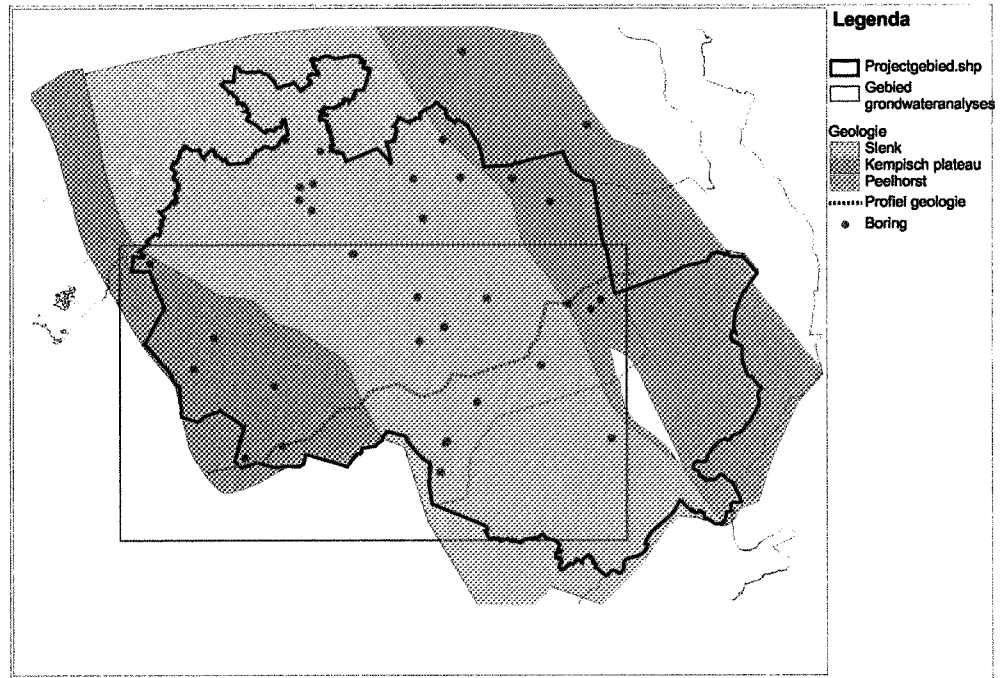 Legenda
Projectgebied.shp
Gebied
grondwateranalyses
Geologie
Slenk
Kempisch plateau
Peelhorst
Profiel geologie
Boring